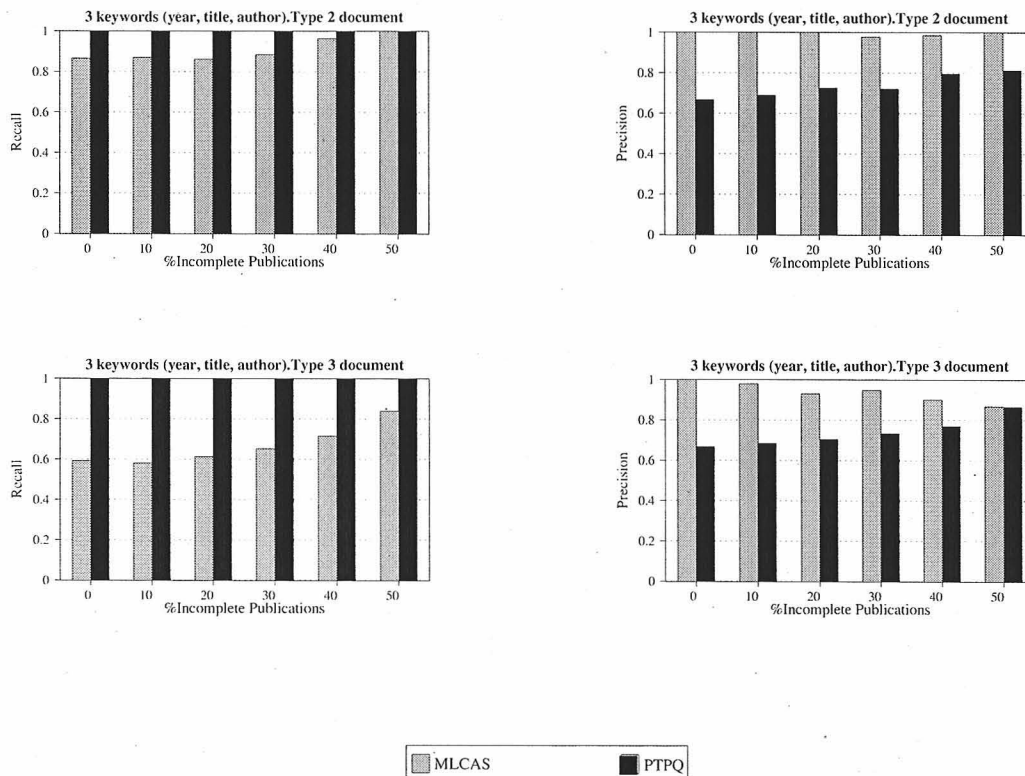 3 keywords (year, title, author).Type 2 document
1
0.8
0.6
0.4
0.2
0
Recall
0 10 20 30 40 50
%Incomplete Publications
3 keywords (year, title, author).Type 2 document
1
0.8
0.6
0.4
0.2
0
Precision
0 10 20 30 40 50
%Incomplete Publications
3 keywords (year, title, author).Type 3 document
1
0.8
0.6
0.4
0.2
0
Recall
0 10 20 30 40 50
%Incomplete Publications
3 keywords (year, title, author).Type 3 document
1
0.8
0.6
0.4
0.2
0
Precision
0 10 20 30 40 50
%Incomplete Publications
MLCAS PTPQ